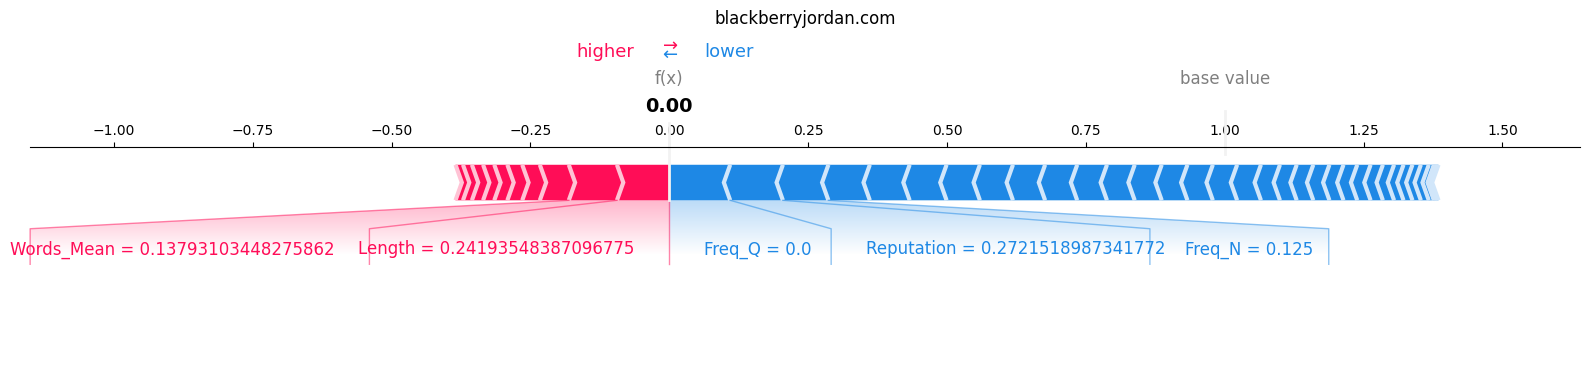 blackberryjordan.com
higher → ← lower
f(x) base value
0.00
−1.00 −0.75 −0.50 −0.25 0.00 0.25 0.50 0.75 1.00 1.25 1.50
Words_Mean = 0.13793103448275862 Length = 0.24193548387096775 Freq_Q = 0.0 Reputation = 0.2721518987341772 Freq_N = 0.125